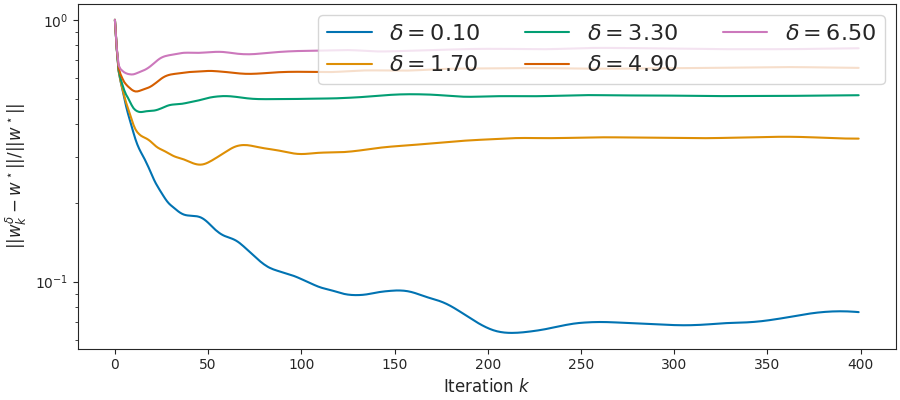 10⁰
10⁻¹
||w_k^δ − w*||/||w*||
δ = 0.10
δ = 3.30
δ = 6.50
δ = 1.70
δ = 4.90
0 50 100 150 200 250 300 350 400
Iteration k